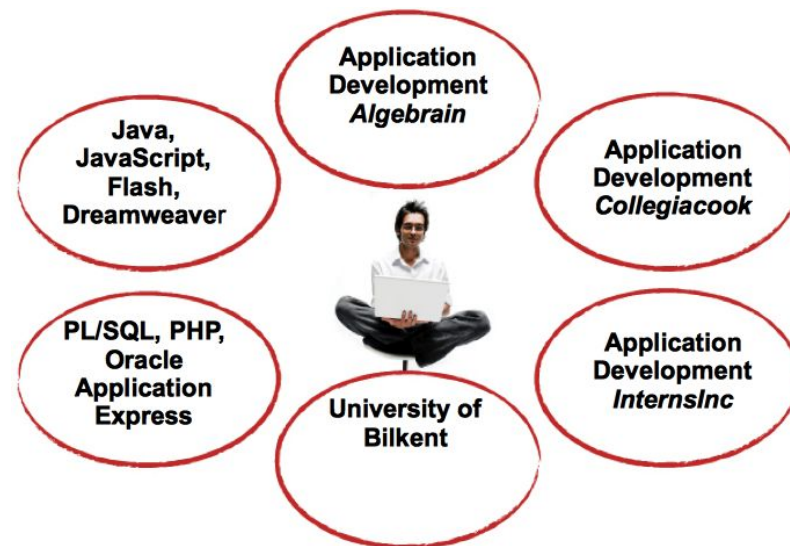 Application
Development
Algebrain
Java,
JavaScript,
Flash,
Dreamweaver
Application
Development
Collegiacook
PL/SQL, PHP,
Oracle
Application
Express
Application
Development
InternsInc
University of
Bilkent